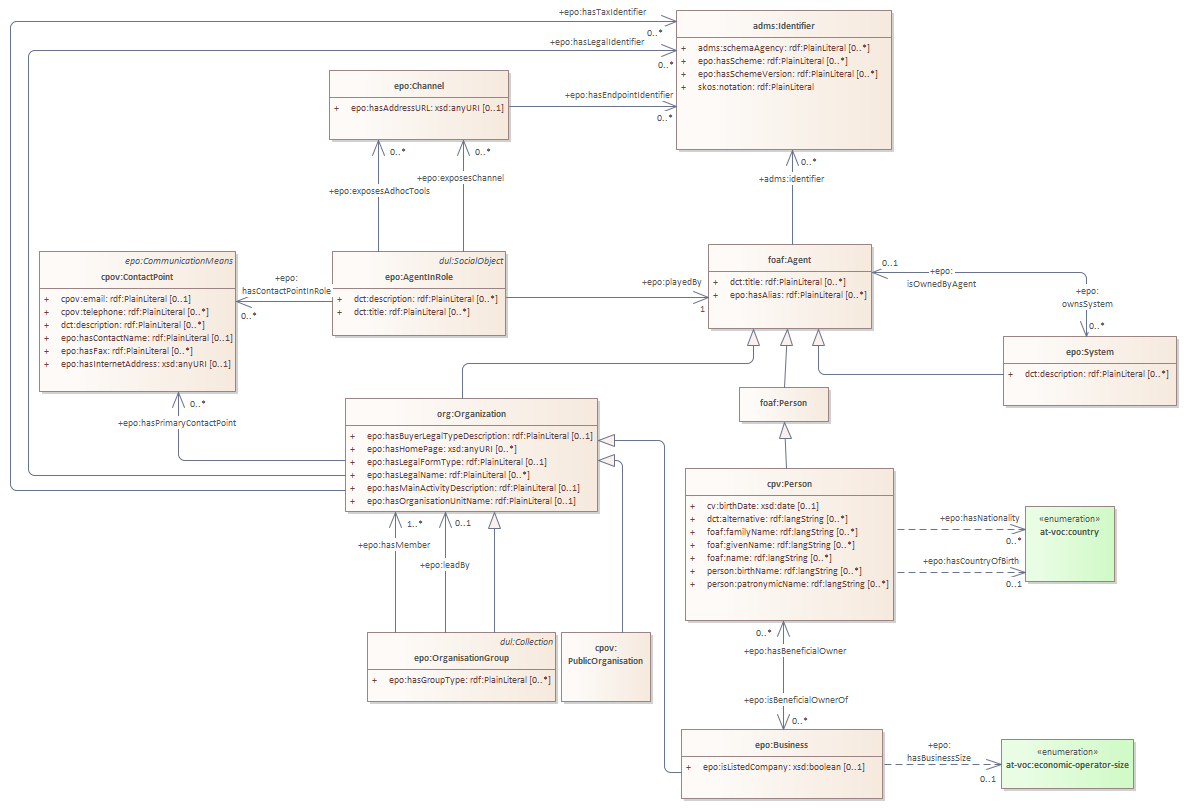 +epo:hasTaxIdentifier
0..*
+epo:hasLegalIdentifier
0..*
adms:Identifier
+ adms:schemaAgency: rdf:PlainLiteral [0..*]
+ epo:hasScheme: rdf:PlainLiteral [0..*]
+ epo:hasSchemeVersion: rdf:PlainLiteral [0..*]
+ skos:notation: rdf:PlainLiteral
epo:Channel
+ epo:hasAddressURL: xsd:anyURI [0..1]
+epo:hasEndpointIdentifier
0..*
0..*
0..*
+epo:exposesChannel
+epo:exposesAdhocTools
0..*
+adms:identifier
epo:CommunicationMeans
cpov:ContactPoint
+ cpov:email: rdf:PlainLiteral [0..1]
+ cpov:telephone: rdf:PlainLiteral [0..*]
+ dct:description: rdf:PlainLiteral [0..*]
+ epo:hasContactName: rdf:PlainLiteral [0..1]
+ epo:hasFax: rdf:PlainLiteral [0..*]
+ epo:hasInternetAddress: xsd:anyURI [0..1]
+epo:
hasContactPointInRole
0..*
dul:SocialObject
epo:AgentInRole
+ dct:description: rdf:PlainLiteral [0..*]
+ dct:title: rdf:PlainLiteral [0..*]
+epo:playedBy
1
foaf:Agent
+ dct:title: rdf:PlainLiteral [0..*]
+ epo:hasAlias: rdf:PlainLiteral [0..*]
0..1
+epo:
isOwnedByAgent
+epo:
ownsSystem
0..*
epo:System
+ dct:description: rdf:PlainLiteral [0..*]
0..*
+epo:hasPrimaryContactPoint
foaf:Person
org:Organization
+ epo:hasBuyerLegalTypeDescription: rdf:PlainLiteral [0..1]
+ epo:hasHomePage: xsd:anyURI [0..*]
+ epo:hasLegalFormType: rdf:PlainLiteral [0..1]
+ epo:hasLegalName: rdf:PlainLiteral [0..*]
+ epo:hasMainActivityDescription: rdf:PlainLiteral [0..1]
+ epo:hasOrganisationUnitName: rdf:PlainLiteral [0..1]
cpv:Person
+ cv:birthDate: xsd:date [0..1]
+ dct:alternative: rdf:langString [0..*]
+ foaf:familyName: rdf:langString [0..*]
+ foaf:givenName: rdf:langString [0..*]
+ foaf:name: rdf:langString [0..*]
+ person:birthName: rdf:langString [0..*]
+ person:patronymicName: rdf:langString [0..*]
+epo:hasNationality
0..*
+epo:hasCountryOfBirth
0..1
«enumeration»
at-voc:country
1..*
0..1
+epo:hasMember
+epo:leadBy
dul:Collection
epo:OrganisationGroup
+ epo:hasGroupType: rdf:PlainLiteral [0..*]
cpov:
PublicOrganisation
0..*
+epo:hasBeneficialOwner
+epo:isBeneficialOwnerOf
0..*
epo:Business
+ epo:isListedCompany: xsd:boolean [0..1]
+epo:
hasBusinessSize
0..1
«enumeration»
at-voc:economic-operator-size